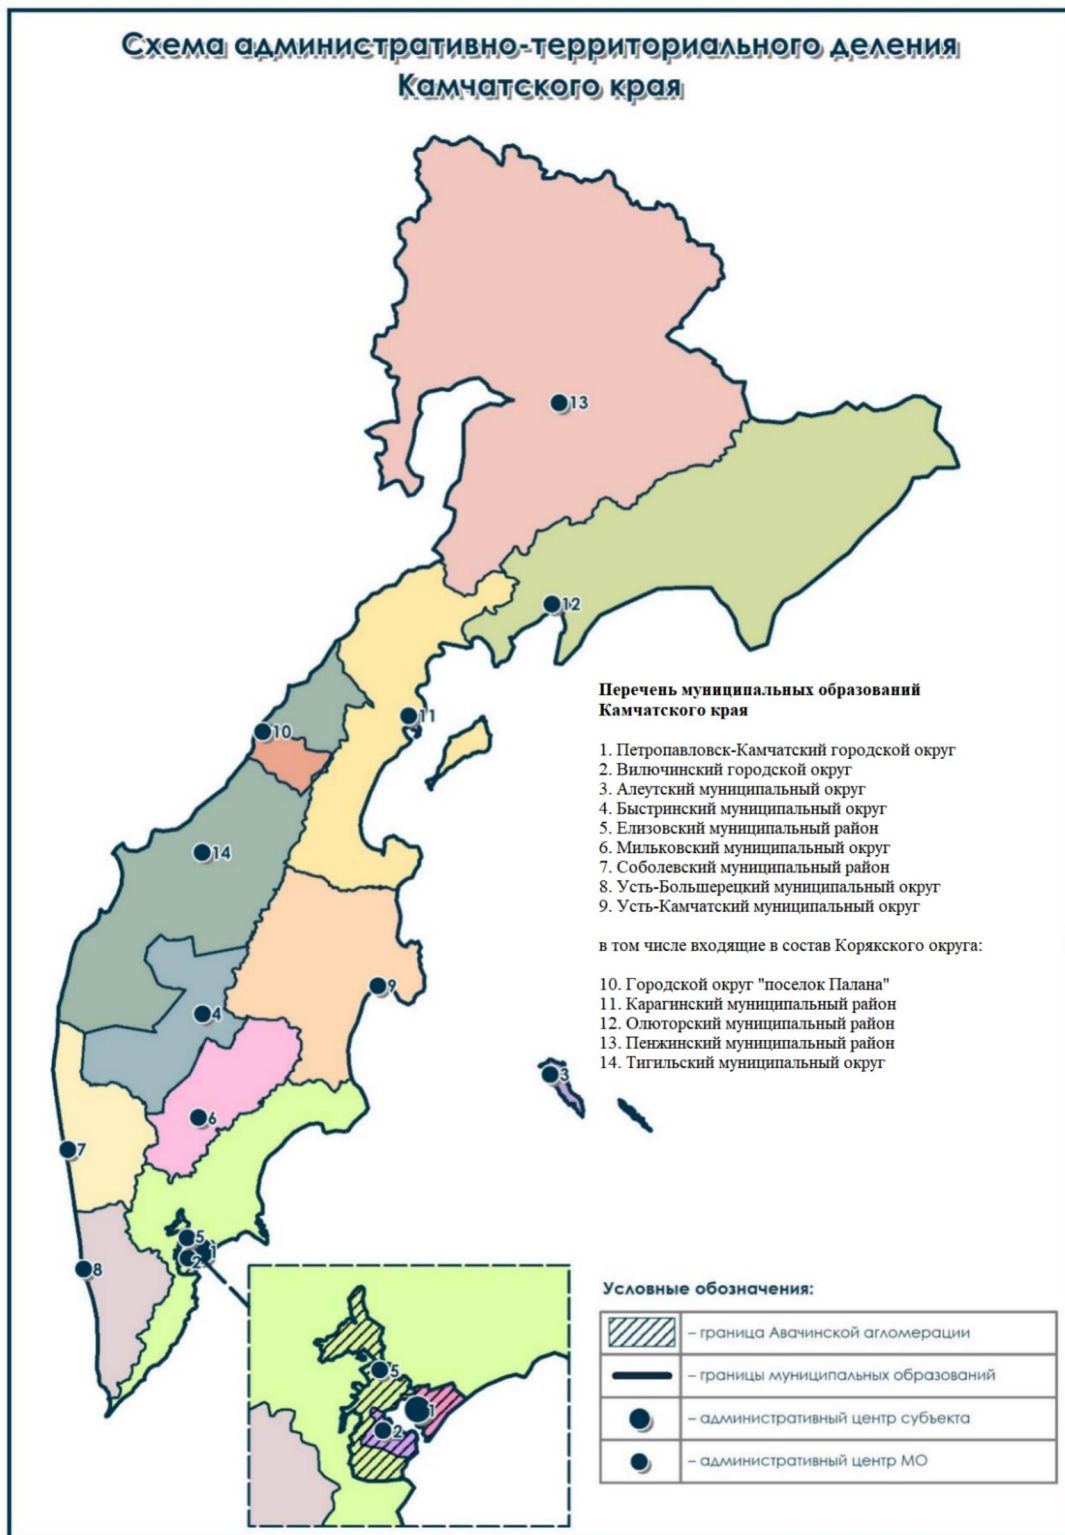 Схема административно-территориального деления
Камчатского края
13
12
11
10
14
9
4
3
6
7
5
1
2
8
Перечень муниципальных образований
Камчатского края
1. Петропавловск-Камчатский городской округ
2. Вилючинский городской округ
3. Алеутский муниципальный округ
4. Быстринский муниципальный округ
5. Елизовский муниципальный район
6. Мильковский муниципальный округ
7. Соболевский муниципальный район
8. Усть-Большерецкий муниципальный округ
9. Усть-Камчатский муниципальный округ
в том числе входящие в состав Корякского округа:
10. Городской округ "поселок Палана"
11. Карагинский муниципальный район
12. Олюторский муниципальный район
13. Пенжинский муниципальный район
14. Тигильский муниципальный округ
5
1
2
Условные обозначения:
– граница Авачинской агломерации
– границы муниципальных образований
– административный центр субъекта
– административный центр МО